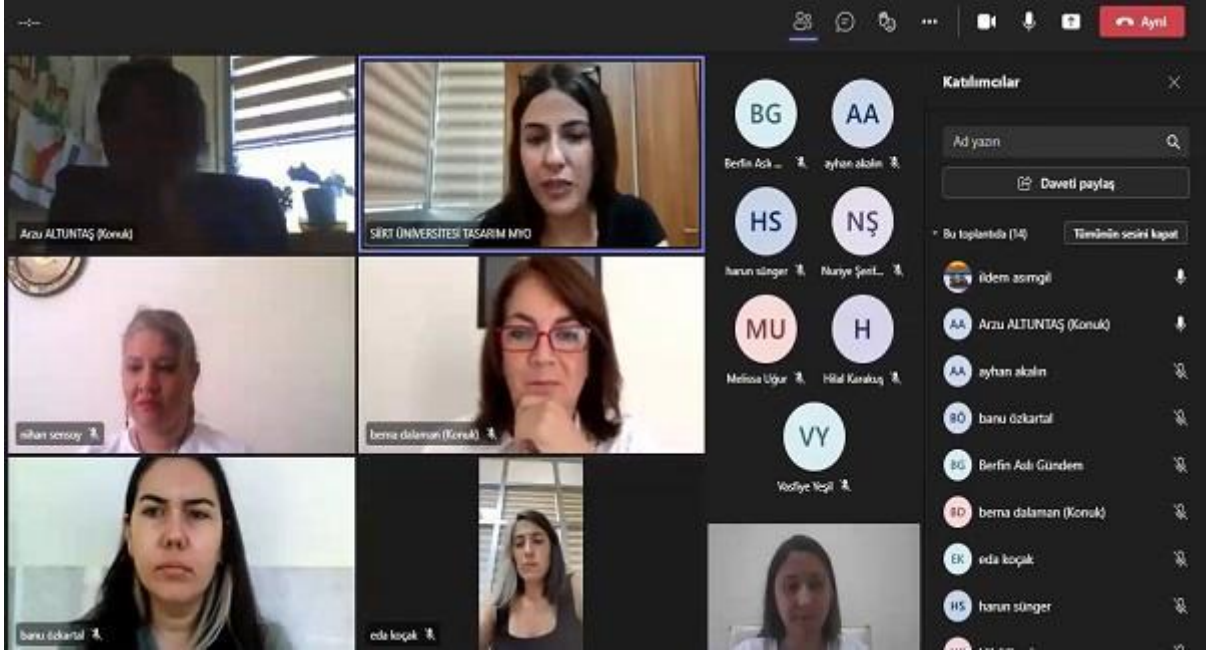 --:--
Ayrıl
Arzu ALTUNTAŞ (Konuk)
SİİRT ÜNİVERSİTESİ TASARIM MYO
nihan sensoy
berna dalaman (Konuk)
banu özkartal
eda koçak
BG
Berfin Aslı ...
AA
ayhan akalın
HS
harun sünger
NŞ
Nuriye Şerif...
MU
Melissa Uğur
H
Hilal Karakuş
VY
Vasfiye Yeşil
Katılımcılar
Ad yazın
Daveti paylaş
Bu toplantıda (14)
Tümünün sesini kapat
ildem asımgil
AA
Arzu ALTUNTAŞ (Konuk)
AA
ayhan akalın
BÖ
banu özkartal
BG
Berfin Aslı Gündem
BD
berna dalaman (Konuk)
EK
eda koçak
HS
harun sünger